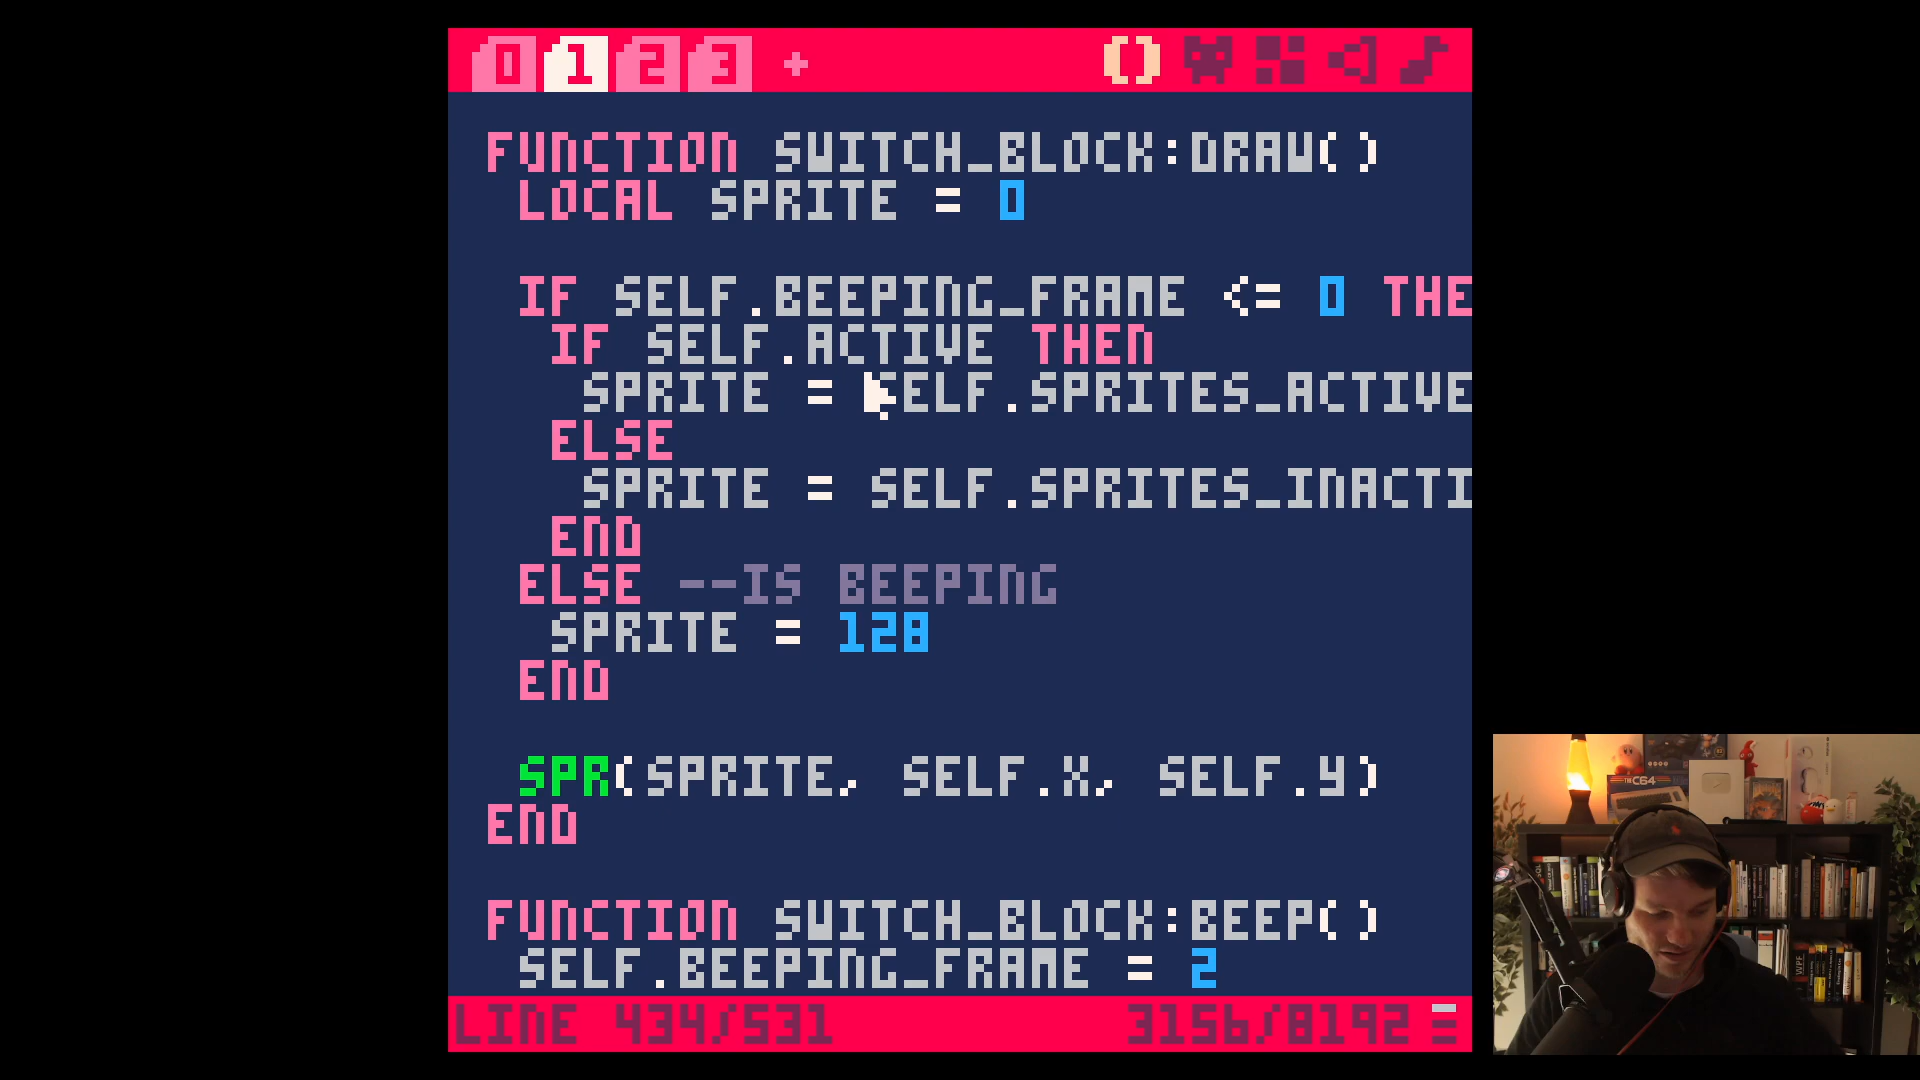 0 1 2 3 +
FUNCTION SWITCH_BLOCK:DRAW()
LOCAL SPRITE = 0
IF SELF.BEEPING_FRAME <= 0 THE
IF SELF.ACTIVE THEN
SPRITE = SELF.SPRITES_ACTIVE
ELSE
SPRITE = SELF.SPRITES_INACTI
END
ELSE --IS BEEPING
SPRITE = 128
END
SPR(SPRITE, SELF.X, SELF.Y)
END
FUNCTION SWITCH_BLOCK:BEEP()
SELF.BEEPING_FRAME = 2
LINE 434/531 3156/8192
THEC64
WPF